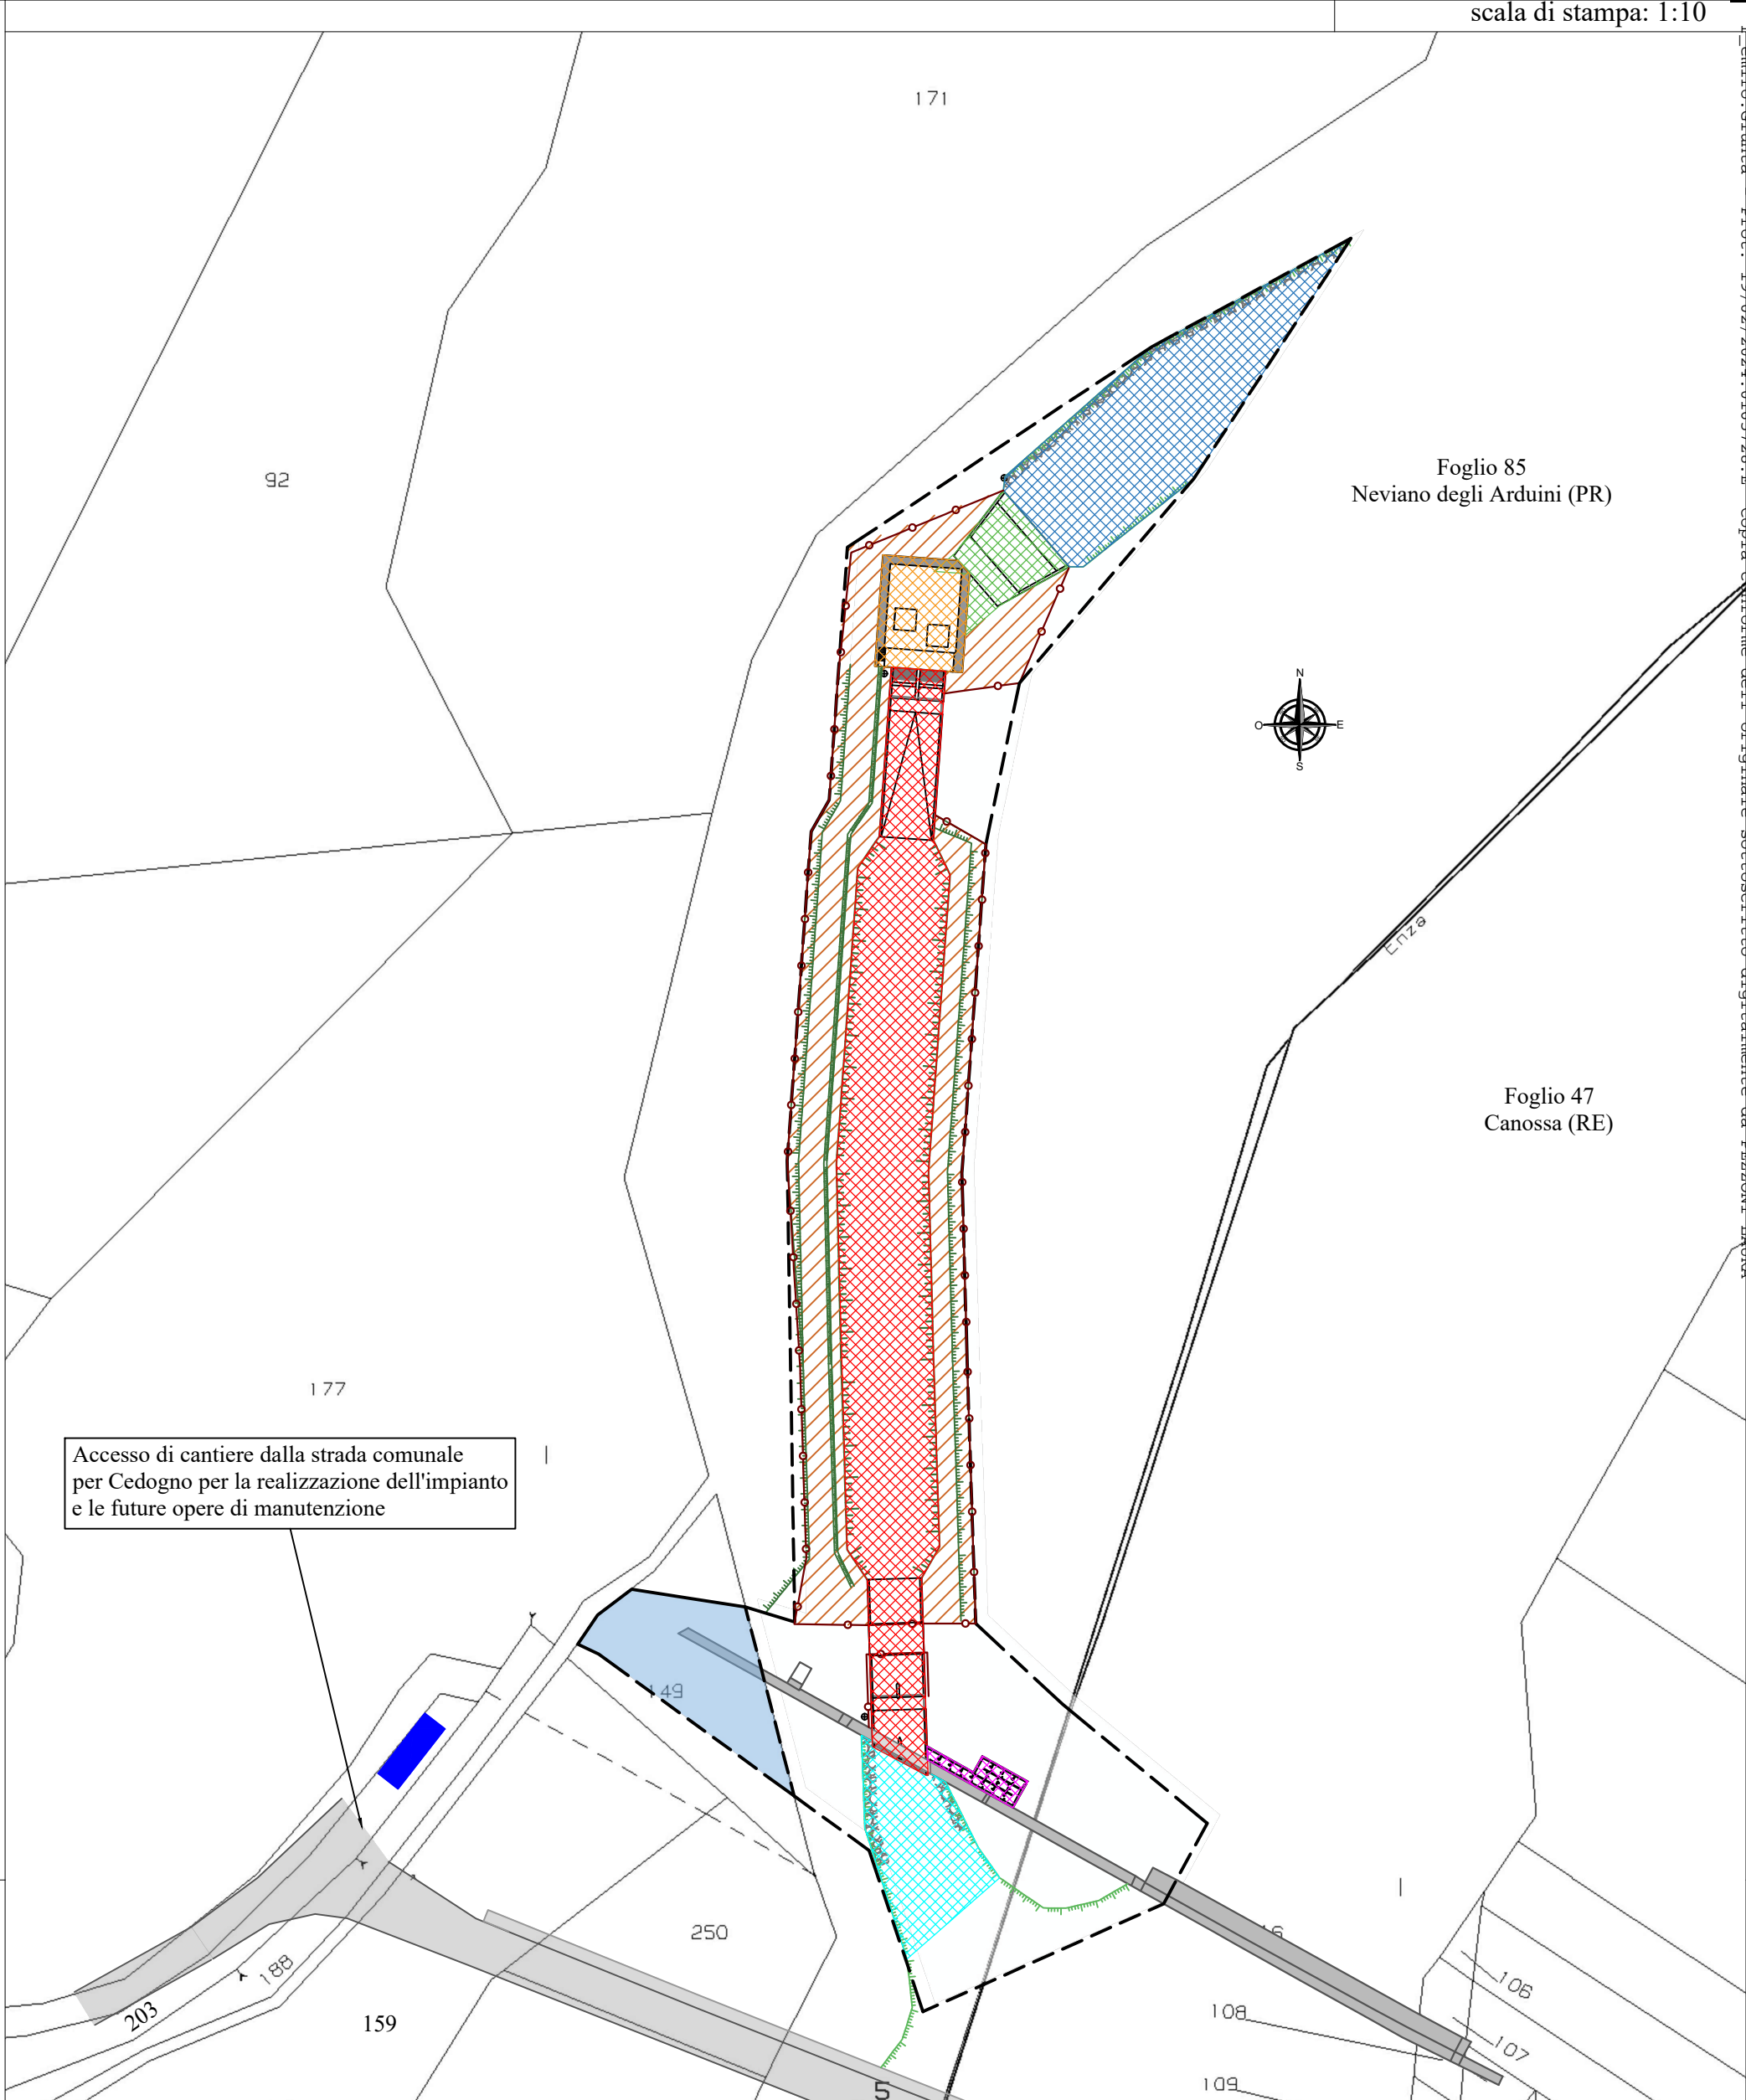 scala di stampa: 1:10
171
92
Foglio 85
Neviano degli Arduini (PR)
N
O
E
S
Enza
Foglio 47
Canossa (RE)
177
Accesso di cantiere dalla strada comunale
per Cedogno per la realizzazione dell'impianto
e le future opere di manutenzione
149
250
188
203
159
106
107
108
109
5